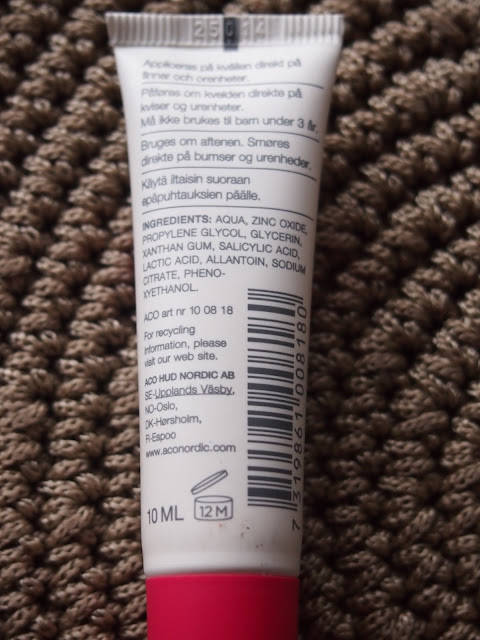 Appliceras på kvällen direkt på
finnar och orenheter.
Påføres om kvelden direkte på
kviser og urenheter.
Må ikke brukes til barn under 3 år.
Bruges om aftenen. Smøres
direkte på bumser og urenheder.
Käytä iltaisin suoraan
epäpuhtauksien päälle.
INGREDIENTS: AQUA, ZINC OXIDE,
PROPYLENE GLYCOL, GLYCERIN,
XANTHAN GUM, SALICYLIC ACID,
LACTIC ACID, ALLANTOIN, SODIUM
CITRATE, PHENO-
XYETHANOL.
ACO art nr 10 08 18
For recycling
information, please
visit our web site.
ACO HUD NORDIC AB
SE-Upplands Väsby,
NO-Oslo,
DK-Hørsholm,
FI-Espoo
www.aconordic.com
10 ML
12 M
7 319861 008180